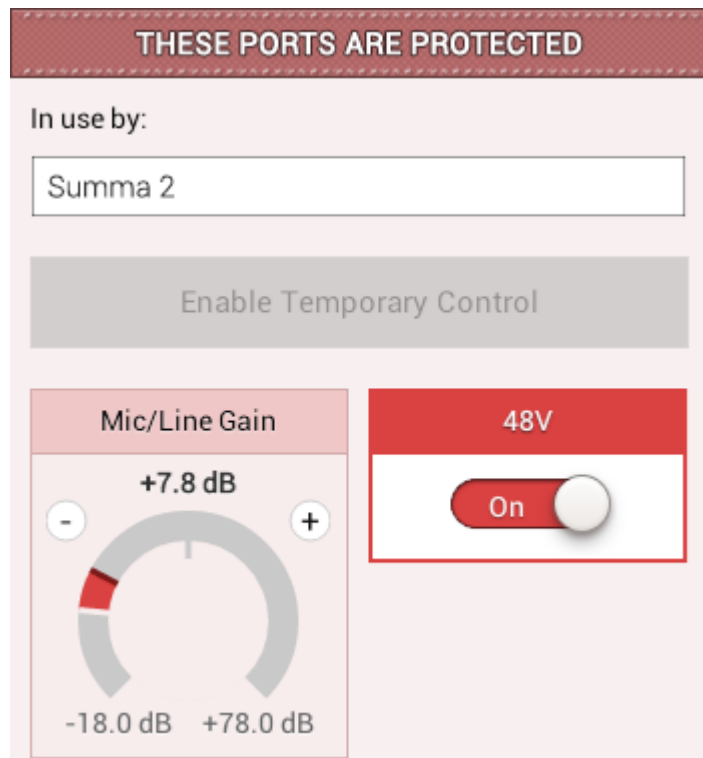 THESE PORTS ARE PROTECTED
In use by:
Summa 2
Enable Temporary Control
Mic/Line Gain
48V
+7.8 dB
- +
On
-18.0 dB +78.0 dB